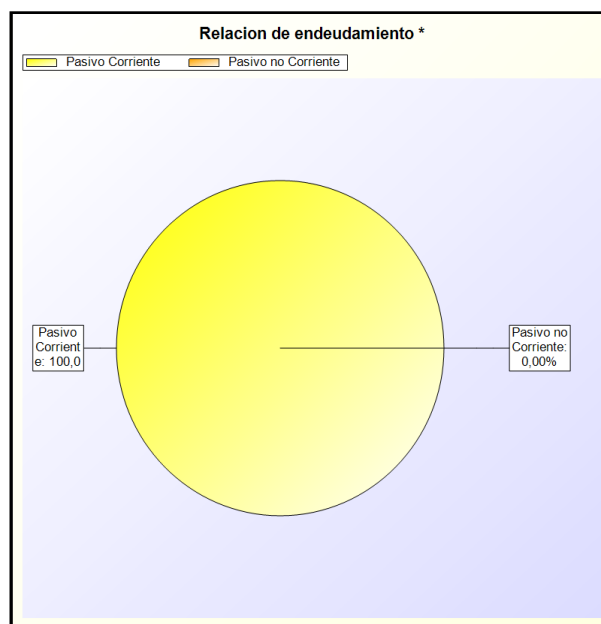 Relacion de endeudamiento *
Pasivo Corriente
Pasivo no Corriente
Pasivo
Corrient
e: 100,0
Pasivo no
Corriente:
0,00%